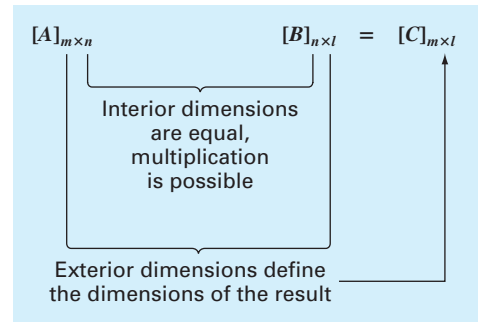 [A]m×n [B]n×l = [C]m×l
Interior dimensions
are equal,
multiplication
is possible
Exterior dimensions define
the dimensions of the result